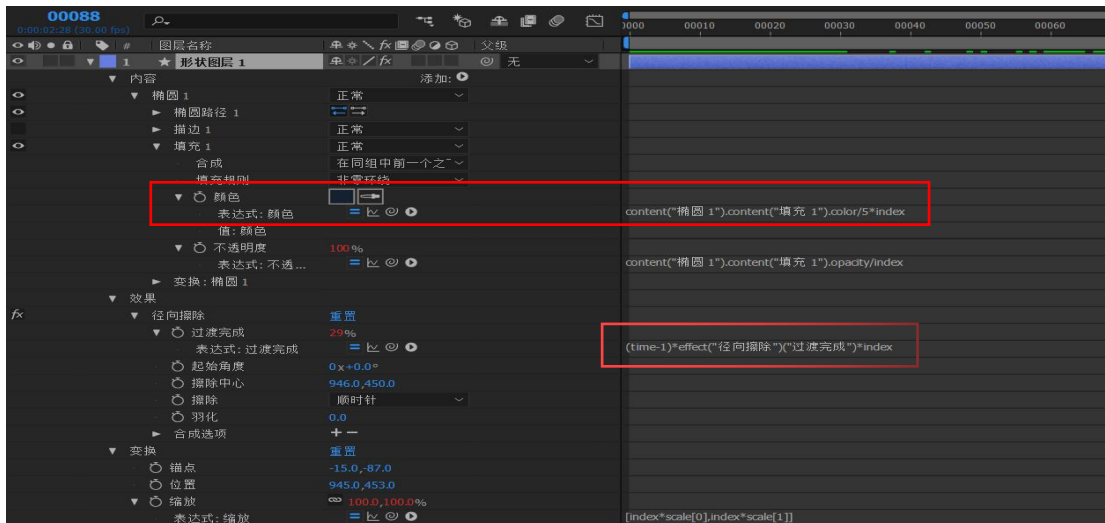 00088
0:00:02:28 (30.00 fps)
0000 00010 00020 00030 00040 00050 00060
# 图层名称 fx 父级
1 ★ 形状图层 1 fx 无
内容 添加:
椭圆 1 正常
椭圆路径 1
描边 1 正常
填充 1 正常
合成 在同组中前一个之下
填充规则 非零环绕
颜色
表达式: 颜色 content("椭圆 1").content("填充 1").color/5*index
值: 颜色
不透明度 100%
表达式: 不透... content("椭圆 1").content("填充 1").opacity/index
变换: 椭圆 1
效果
fx 径向擦除 重置
过渡完成 29%
表达式: 过渡完成 (time-1)*effect("径向擦除")("过渡完成")*index
起始角度 0x+0.0°
擦除中心 946.0,450.0
擦除 顺时针
羽化 0.0
合成选项 + −
变换 重置
锚点 -15.0,-87.0
位置 945.0,453.0
缩放 100.0,100.0%
表达式: 缩放 [index*scale[0],index*scale[1]]